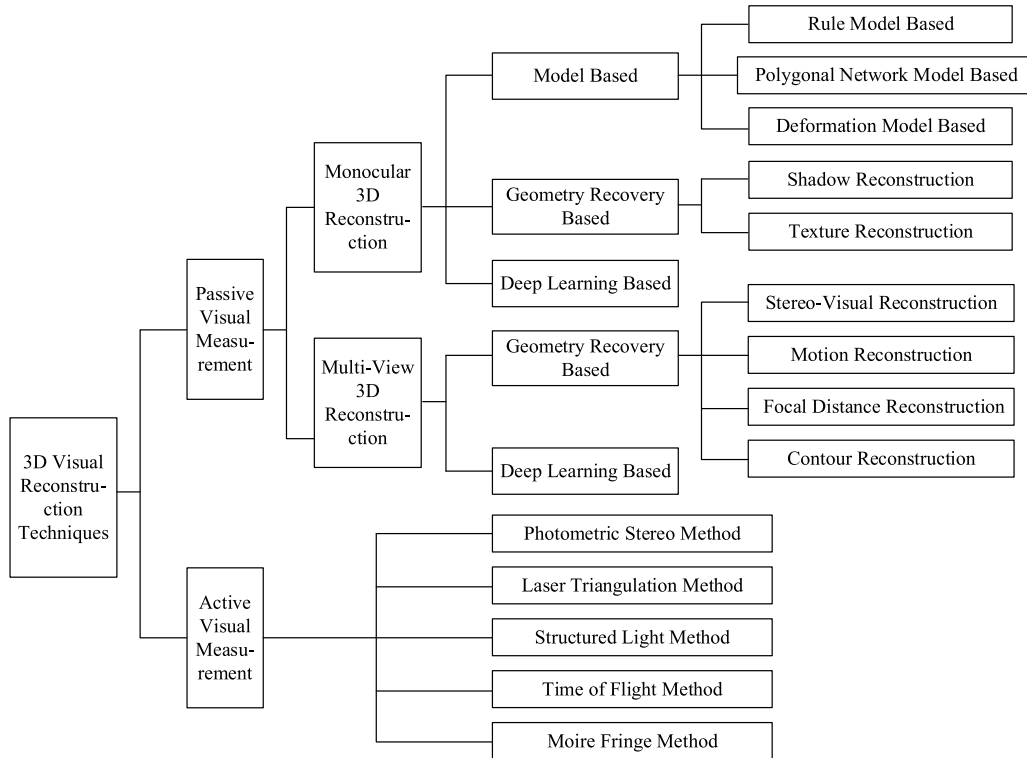 3D Visual
Reconstru-
ction
Techniques
Passive
Visual
Measu-
rement
Active
Visual
Measu-
rement
Monocular
3D
Reconstru-
ction
Multi-View
3D
Reconstru-
ction
Model Based
Geometry Recovery
Based
Deep Learning Based
Geometry Recovery
Based
Deep Learning Based
Rule Model Based
Polygonal Network Model Based
Deformation Model Based
Shadow Reconstruction
Texture Reconstruction
Stereo-Visual Reconstruction
Motion Reconstruction
Focal Distance Reconstruction
Contour Reconstruction
Photometric Stereo Method
Laser Triangulation Method
Structured Light Method
Time of Flight Method
Moire Fringe Method